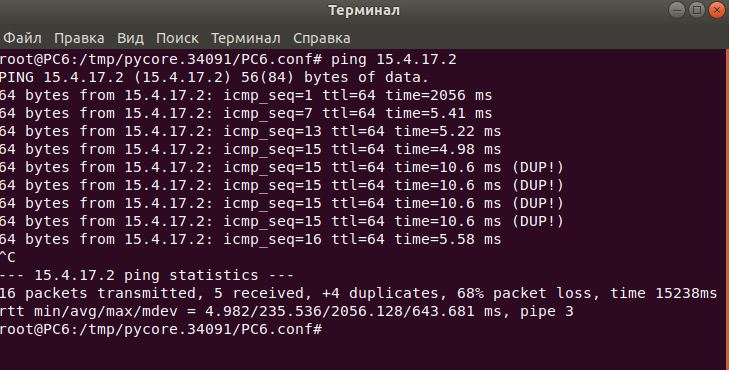 Терминал
Файл Правка Вид Поиск Терминал Справка
root@PC6:/tmp/pycore.34091/PC6.conf# ping 15.4.17.2
PING 15.4.17.2 (15.4.17.2) 56(84) bytes of data.
64 bytes from 15.4.17.2: icmp_seq=1 ttl=64 time=2056 ms
64 bytes from 15.4.17.2: icmp_seq=7 ttl=64 time=5.41 ms
64 bytes from 15.4.17.2: icmp_seq=13 ttl=64 time=5.22 ms
64 bytes from 15.4.17.2: icmp_seq=15 ttl=64 time=4.98 ms
64 bytes from 15.4.17.2: icmp_seq=15 ttl=64 time=10.6 ms (DUP!)
64 bytes from 15.4.17.2: icmp_seq=15 ttl=64 time=10.6 ms (DUP!)
64 bytes from 15.4.17.2: icmp_seq=15 ttl=64 time=10.6 ms (DUP!)
64 bytes from 15.4.17.2: icmp_seq=15 ttl=64 time=10.6 ms (DUP!)
64 bytes from 15.4.17.2: icmp_seq=16 ttl=64 time=5.58 ms
^C
--- 15.4.17.2 ping statistics ---
16 packets transmitted, 5 received, +4 duplicates, 68% packet loss, time 15238ms
rtt min/avg/max/mdev = 4.982/235.536/2056.128/643.681 ms, pipe 3
root@PC6:/tmp/pycore.34091/PC6.conf#